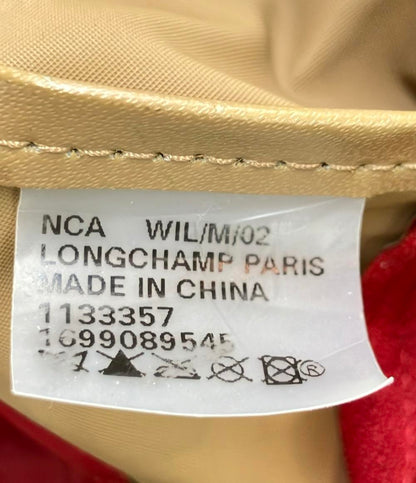 NCA WIL/M/02
LONGCHAMP PARIS
MADE IN CHINA
1133357
1699089545
®